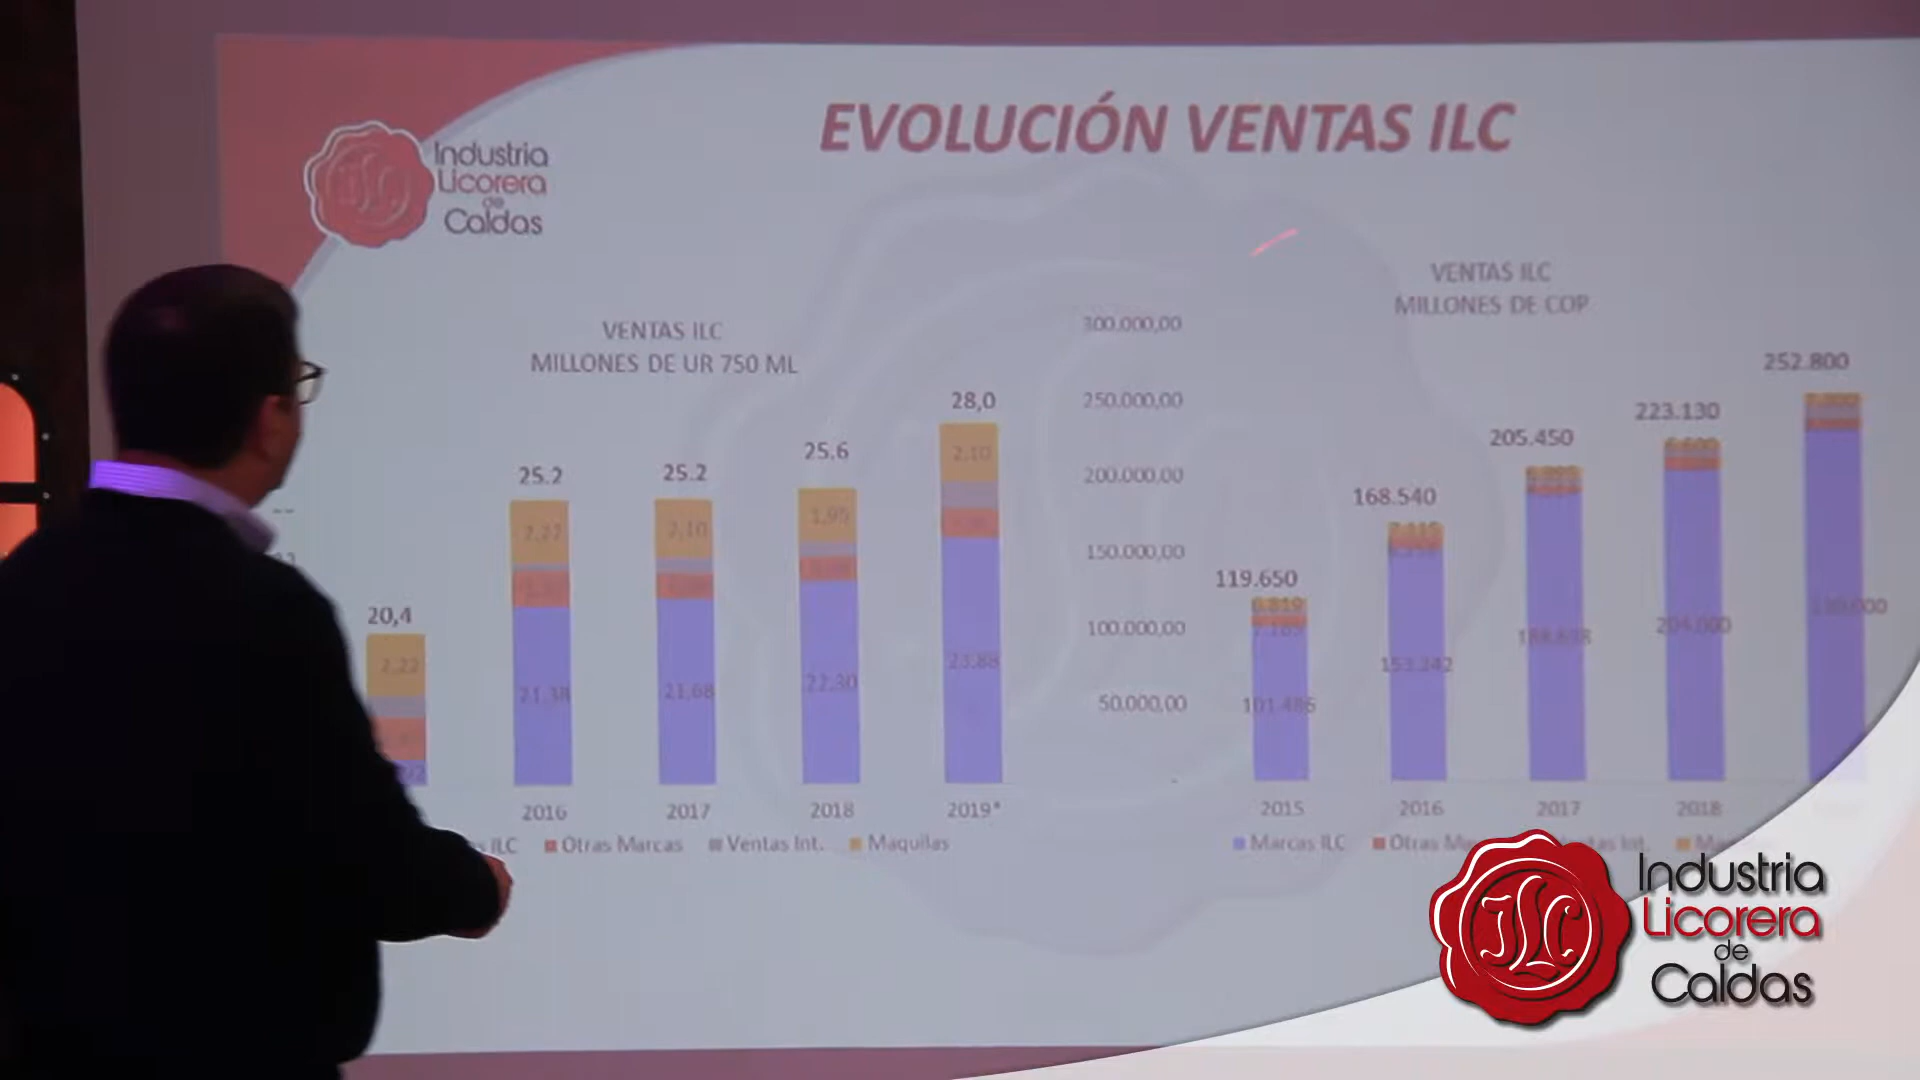 EVOLUCIÓN VENTAS ILC
Industria
Licorera
de
Caldas
VENTAS ILC
MILLONES DE UR 750 ML
20,4
25.2
25.2
25.6
28,0
2,22
2,27
2,10
1,95
2,10
21,38
21,68
22,30
23,88
2016
2017
2018
2019*
ILC
Otras Marcas
Ventas Int.
Maquilas
VENTAS ILC
MILLONES DE COP
300.000,00
250.000,00
200.000,00
150.000,00
100.000,00
50.000,00
-
119.650
168.540
205.450
223.130
252.800
101.486
153.242
204.000
2015
2016
2017
2018
Marcas ILC
Otras
Int.
Industria
Licorera
de
Caldas
ILC